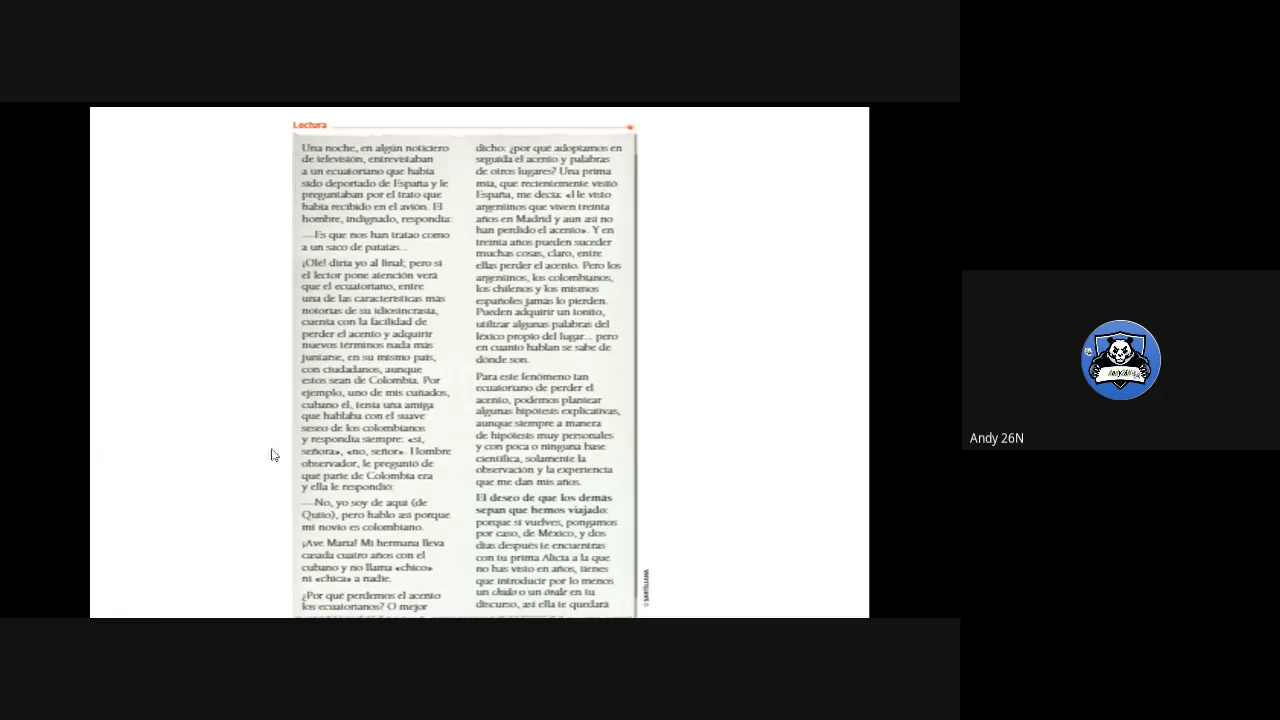 Lectura
Una noche, en algún noticiero
de televisión, entrevistaban
a un ecuatoriano que había
sido deportado de España y le
preguntaban por el trato que
había recibido en el avión. El
hombre, indignado, respondía:
—Es que nos han tratao como
a un saco de patatas...
¡Olé! diría yo al final; pero si
el lector pone atención verá
que el ecuatoriano, entre
una de las características más
notorias de su idiosincrasia,
cuenta con la facilidad de
perder el acento y adquirir
nuevos términos nada más
juntarse, en su mismo país,
con ciudadanos, aunque
estos sean de Colombia. Por
ejemplo, uno de mis cuñados,
cubano él, tenía una amiga
que hablaba con el suave
seseo de los colombianos
y respondía siempre: «sí,
señora», «no, señor». Hombre
observador, le preguntó de
qué parte de Colombia era
y ella le respondió:
—No, yo soy de aquí (de
Quito), pero hablo así porque
mi novio es colombiano.
¡Ave María! Mi hermana lleva
casada cuatro años con el
cubano y no llama «chico»
ni «chica» a nadie.
¿Por qué perdemos el acento
los ecuatorianos? O mejor
dicho: ¿por qué adoptamos en
seguida el acento y palabras
de otros lugares? Una prima
mía, que recientemente visitó
España, me decía: «He visto
argentinos que viven treinta
años en Madrid y aun así no
han perdido el acento». Y en
treinta años pueden suceder
muchas cosas, claro, entre
ellas perder el acento. Pero los
argentinos, los colombianos,
los chilenos y los mismos
españoles jamás lo pierden.
Pueden adquirir un tonito,
utilizar algunas palabras del
léxico propio del lugar... pero
en cuanto hablan se sabe de
dónde son.
Para este fenómeno tan
ecuatoriano de perder el
acento, podemos plantear
algunas hipótesis explicativas,
aunque siempre a manera
de hipótesis muy personales
y con poca o ninguna base
científica, solamente la
observación y la experiencia
que me dan mis años.
El deseo de que los demás
sepan que hemos viajado:
porque si vuelves, pongamos
por caso, de México, y dos
días después te encuentras
con tu prima Alicia a la que
no has visto en años, tienes
que introducir por lo menos
un chido o un órale en tu
discurso, así ella te quedará
© SANTILLANA
Andy 26N